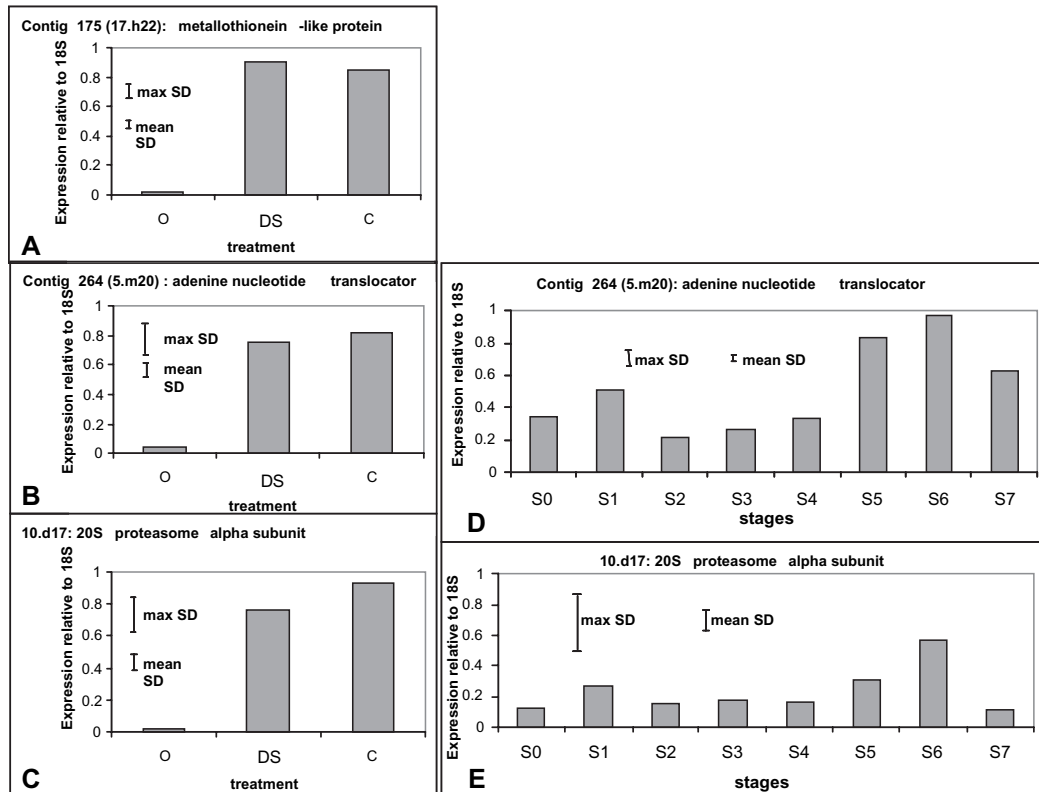 Contig 175 (17.h22): metallothionein -like protein
Expression relative to 18S
1
0.8
0.6
0.4
0.2
0
max SD
mean
SD
O DS C
treatment
A
Contig 264 (5.m20) : adenine nucleotide translocator
Expression relative to 18S
1
0.8
0.6
0.4
0.2
0
max SD
mean
SD
O DS C
treatment
B
10.d17: 20S proteasome alpha subunit
Expression relative to 18S
1
0.8
0.6
0.4
0.2
0
max SD
mean
SD
O DS C
treatment
C
Contig 264 (5.m20): adenine nucleotide translocator
Expression relative to 18S
1
0.8
0.6
0.4
0.2
0
max SD mean SD
S0 S1 S2 S3 S4 S5 S6 S7
stages
D
10.d17: 20S proteasome alpha subunit
Expression relative to 18S
1
0.8
0.6
0.4
0.2
0
max SD mean SD
S0 S1 S2 S3 S4 S5 S6 S7
stages
E